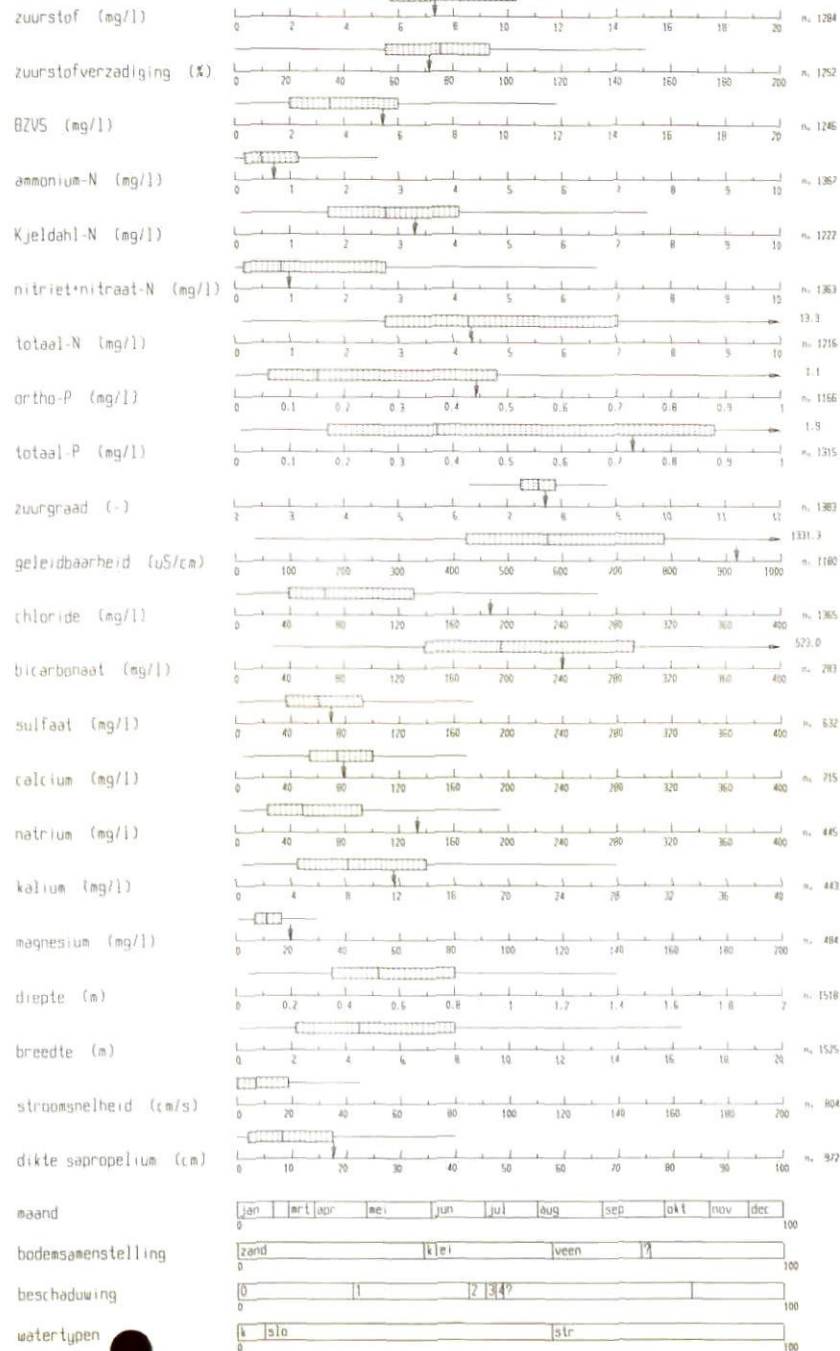 zuurstof (mg/l) 0 2 4 6 8 10 12 14 16 18 20 n. 1284
zuurstofverzadiging (%) 0 20 40 60 80 100 120 140 160 180 200 n. 1252
BZV5 (mg/l) 0 2 4 6 8 10 12 14 16 18 20 n. 1246
ammonium-N (mg/l) 0 1 2 3 4 5 6 7 8 9 10 n. 1367
Kjeldahl-N (mg/l) 0 1 2 3 4 5 6 7 8 9 10 n. 1222
nitriet+nitraat-N (mg/l) 0 1 2 3 4 5 6 7 8 9 10 n. 1363
13.3
totaal-N (mg/l) 0 1 2 3 4 5 6 7 8 9 10 n. 1216
1.1
ortho-P (mg/l) 0 0.1 0.2 0.3 0.4 0.5 0.6 0.7 0.8 0.9 1 n. 1166
1.9
totaal-P (mg/l) 0 0.1 0.2 0.3 0.4 0.5 0.6 0.7 0.8 0.9 1 n. 1315
zuurgraad (-) 2 3 4 5 6 7 8 9 10 11 12 n. 1383
1331.3
geleidbaarheid (uS/cm) 0 100 200 300 400 500 600 700 800 900 1000 n. 1180
chloride (mg/l) 0 40 80 120 160 200 240 280 320 360 400 n. 1365
523.0
bicarbonaat (mg/l) 0 40 80 120 160 200 240 280 320 360 400 n. 283
sulfaat (mg/l) 0 40 80 120 160 200 240 280 320 360 400 n. 632
calcium (mg/l) 0 40 80 120 160 200 240 280 320 360 400 n. 715
natrium (mg/l) 0 40 80 120 160 200 240 280 320 360 400 n. 445
kalium (mg/l) 0 4 8 12 16 20 24 28 32 36 40 n. 443
magnesium (mg/l) 0 20 40 60 80 100 120 140 160 180 200 n. 484
diepte (m) 0 0.2 0.4 0.6 0.8 1 1.2 1.4 1.6 1.8 2 n. 1518
breedte (m) 0 2 4 6 8 10 12 14 16 18 20 n. 1525
stroomsnelheid (cm/s) 0 20 40 60 80 100 120 140 160 180 200 n. 804
dikte sapropelium (cm) 0 10 20 30 40 50 60 70 80 90 100 n. 972
maand jan mrt apr mei jun jul aug sep okt nov dec
0 100
bodemsamenstelling zand klei veen ?
0 100
beschaduwing 0 1 2 3 4 ?
0 100
watertypen k slo str
0 100